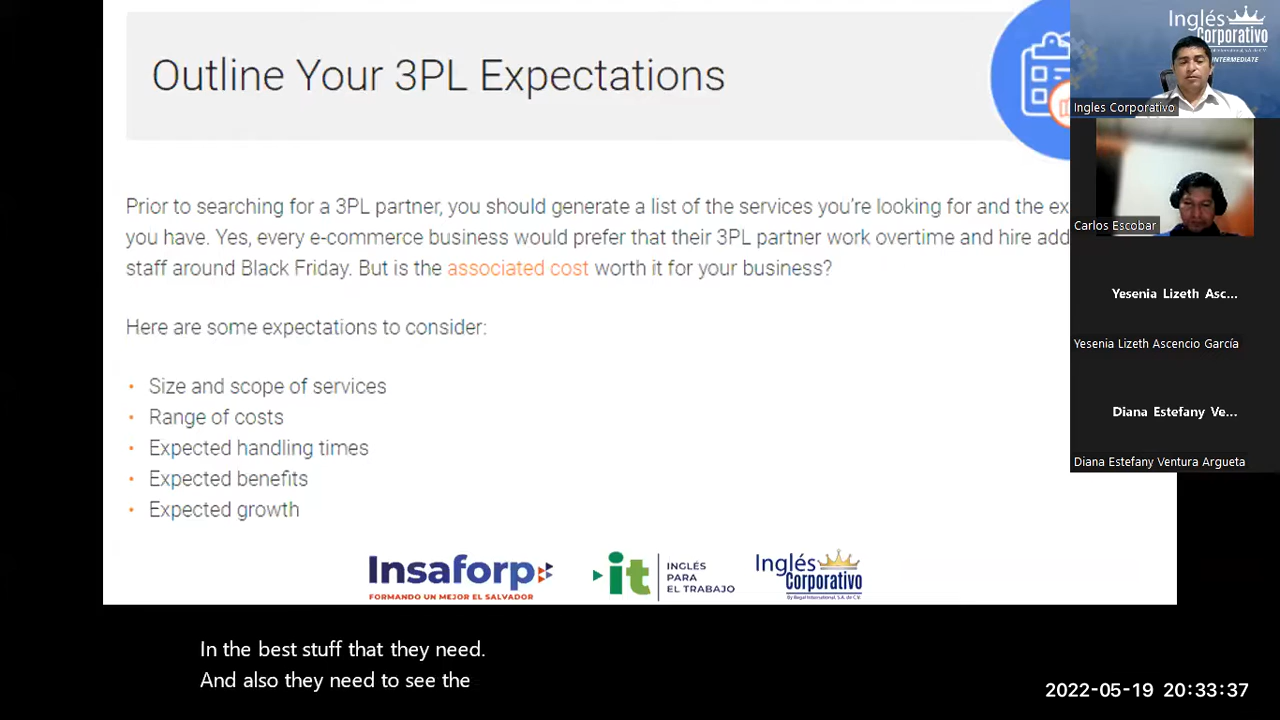 Outline Your 3PL Expectations
Prior to searching for a 3PL partner, you should generate a list of the services you're looking for and the ex
you have. Yes, every e-commerce business would prefer that their 3PL partner work overtime and hire add
staff around Black Friday. But is the associated cost worth it for your business?
Here are some expectations to consider:
• Size and scope of services
• Range of costs
• Expected handling times
• Expected benefits
• Expected growth
Insaforp
FORMANDO UN MEJOR EL SALVADOR
it
INGLÉS
PARA
EL TRABAJO
Inglés
Corporativo
By Regal International, S.A. de C.V.
Inglés
Corporativo
INTERMEDIATE
Ingles Corporativo
Carlos Escobar
Yesenia Lizeth Asc...
Yesenia Lizeth Ascencio García
Diana Estefany Ve...
Diana Estefany Ventura Argueta
In the best stuff that they need.
And also they need to see the
2022-05-19 20:33:37